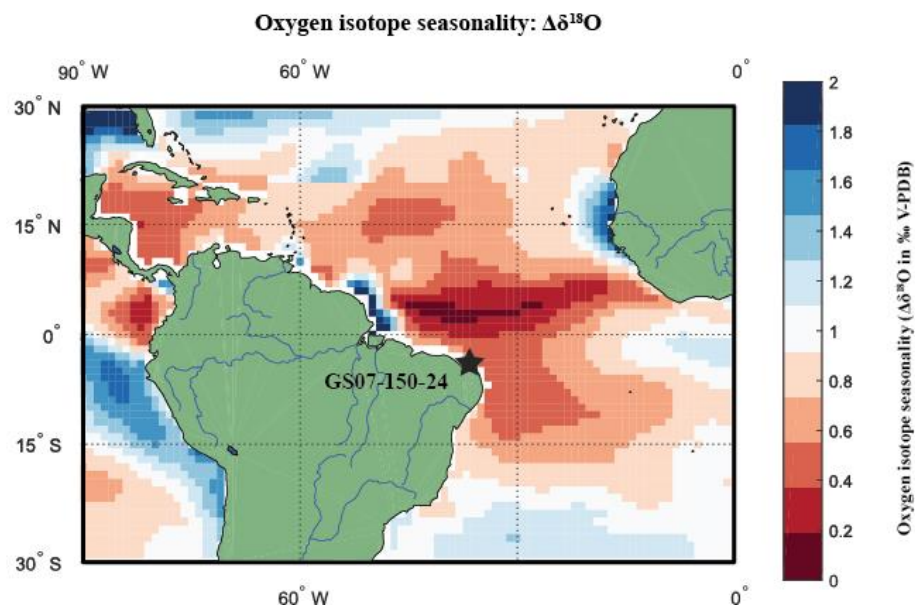 Oxygen isotope seasonality: Δδ¹⁸O
90° W 60° W 0°
30° N
15° N
0°
15° S
30° S
GS07-150-24
60° W 0°
2
1.8
1.6
1.4
1.2
1
0.8
0.6
0.4
0.2
0
Oxygen isotope seasonality (Δδ¹⁸O in ‰ V-PDB)